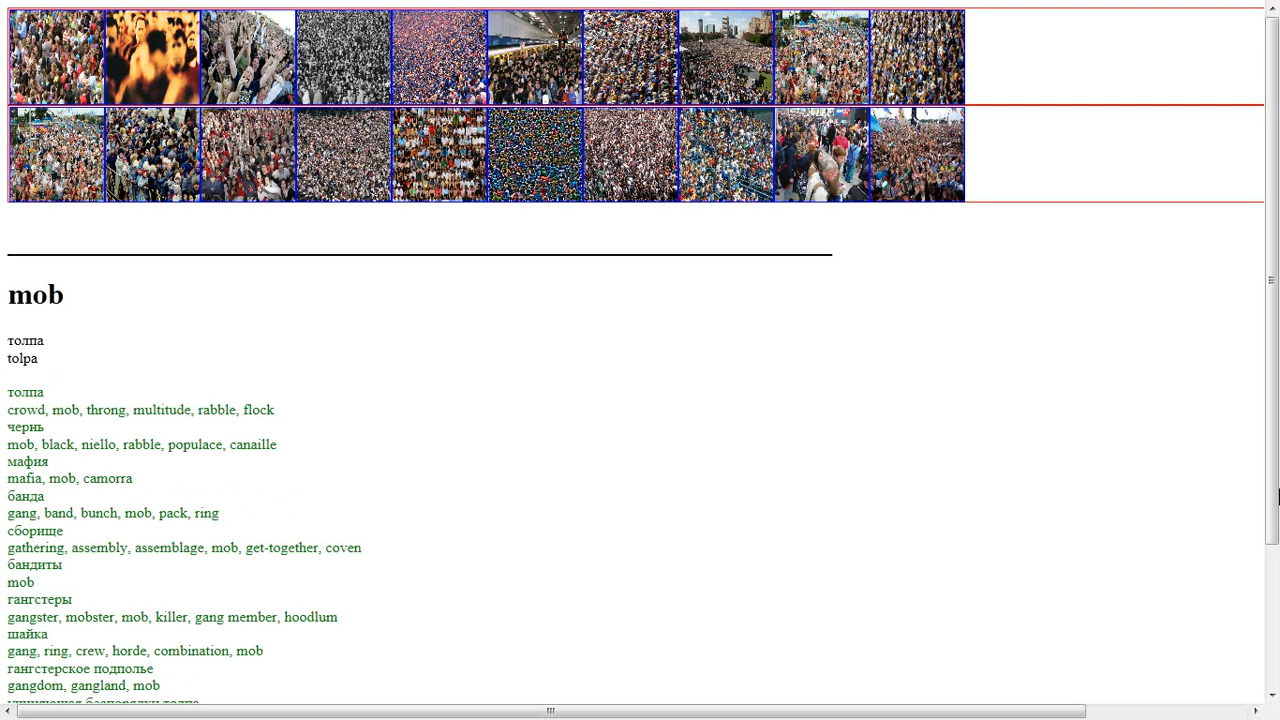 mob
толпа
tolpa
толпа
crowd, mob, throng, multitude, rabble, flock
чернь
mob, black, niello, rabble, populace, canaille
мафия
mafia, mob, camorra
банда
gang, band, bunch, mob, pack, ring
сборище
gathering, assembly, assemblage, mob, get-together, coven
бандиты
mob
гангстеры
gangster, mobster, mob, killer, gang member, hoodlum
шайка
gang, ring, crew, horde, combination, mob
гангстерское подполье
gangdom, gangland, mob